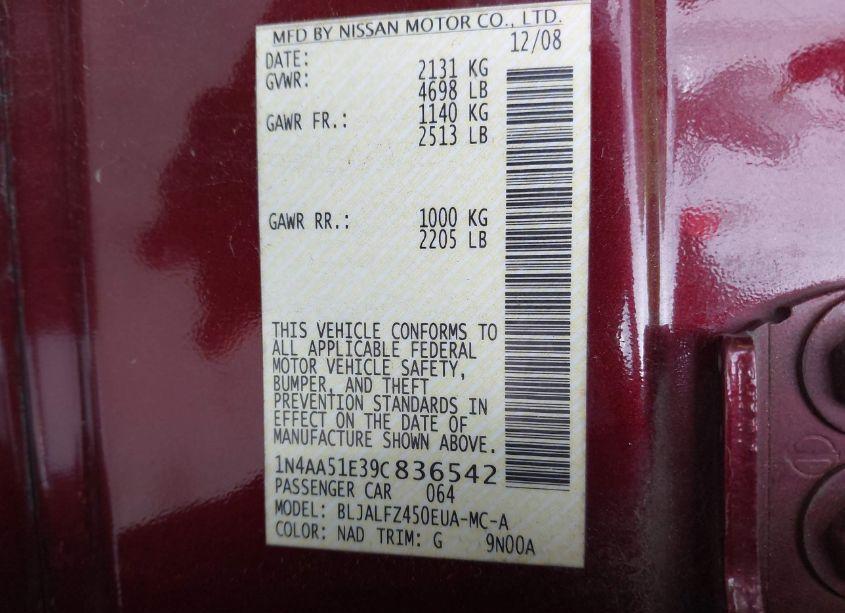 MFD BY NISSAN MOTOR CO., LTD.
DATE: 12/08
GVWR: 2131 KG
4698 LB
GAWR FR.: 1140 KG
2513 LB
GAWR RR.: 1000 KG
2205 LB
THIS VEHICLE CONFORMS TO
ALL APPLICABLE FEDERAL
MOTOR VEHICLE SAFETY,
BUMPER, AND THEFT
PREVENTION STANDARDS IN
EFFECT ON THE DATE OF
MANUFACTURE SHOWN ABOVE.
1N4AA51E39C836542
PASSENGER CAR 064
MODEL: BLJALFZ450EUA-MC-A
COLOR: NAD TRIM: G 9N00A